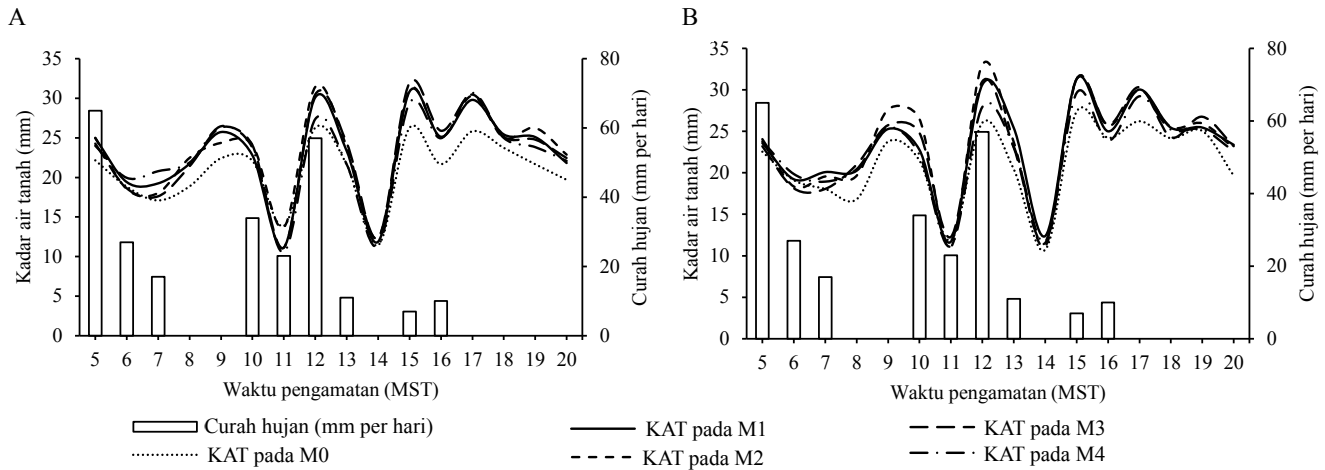 A
B
35
30
25
20
15
10
5
0
Kadar air tanah (mm)
80
60
40
20
0
Curah hujan (mm per hari)
5 6 7 8 9 10 11 12 13 14 15 16 17 18 19 20
Waktu pengamatan (MST)
35
30
25
20
15
10
5
0
Kadar air tanah (mm)
80
60
40
20
0
Curah hujan (mm per hari)
5 6 7 8 9 10 11 12 13 14 15 16 17 18 19 20
Waktu pengamatan (MST)
Curah hujan (mm per hari) KAT pada M1 KAT pada M3
KAT pada M0 KAT pada M2 KAT pada M4